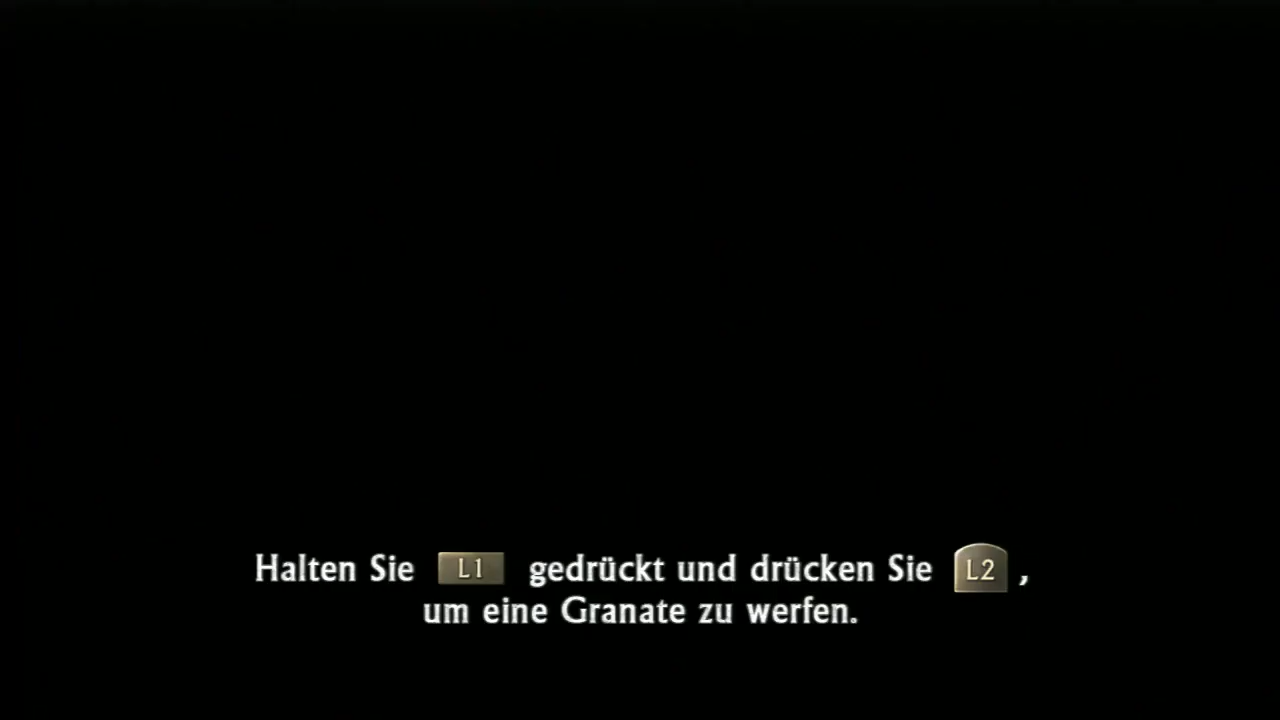 Halten Sie L1 gedrückt und drücken Sie L2 ,
um eine Granate zu werfen.